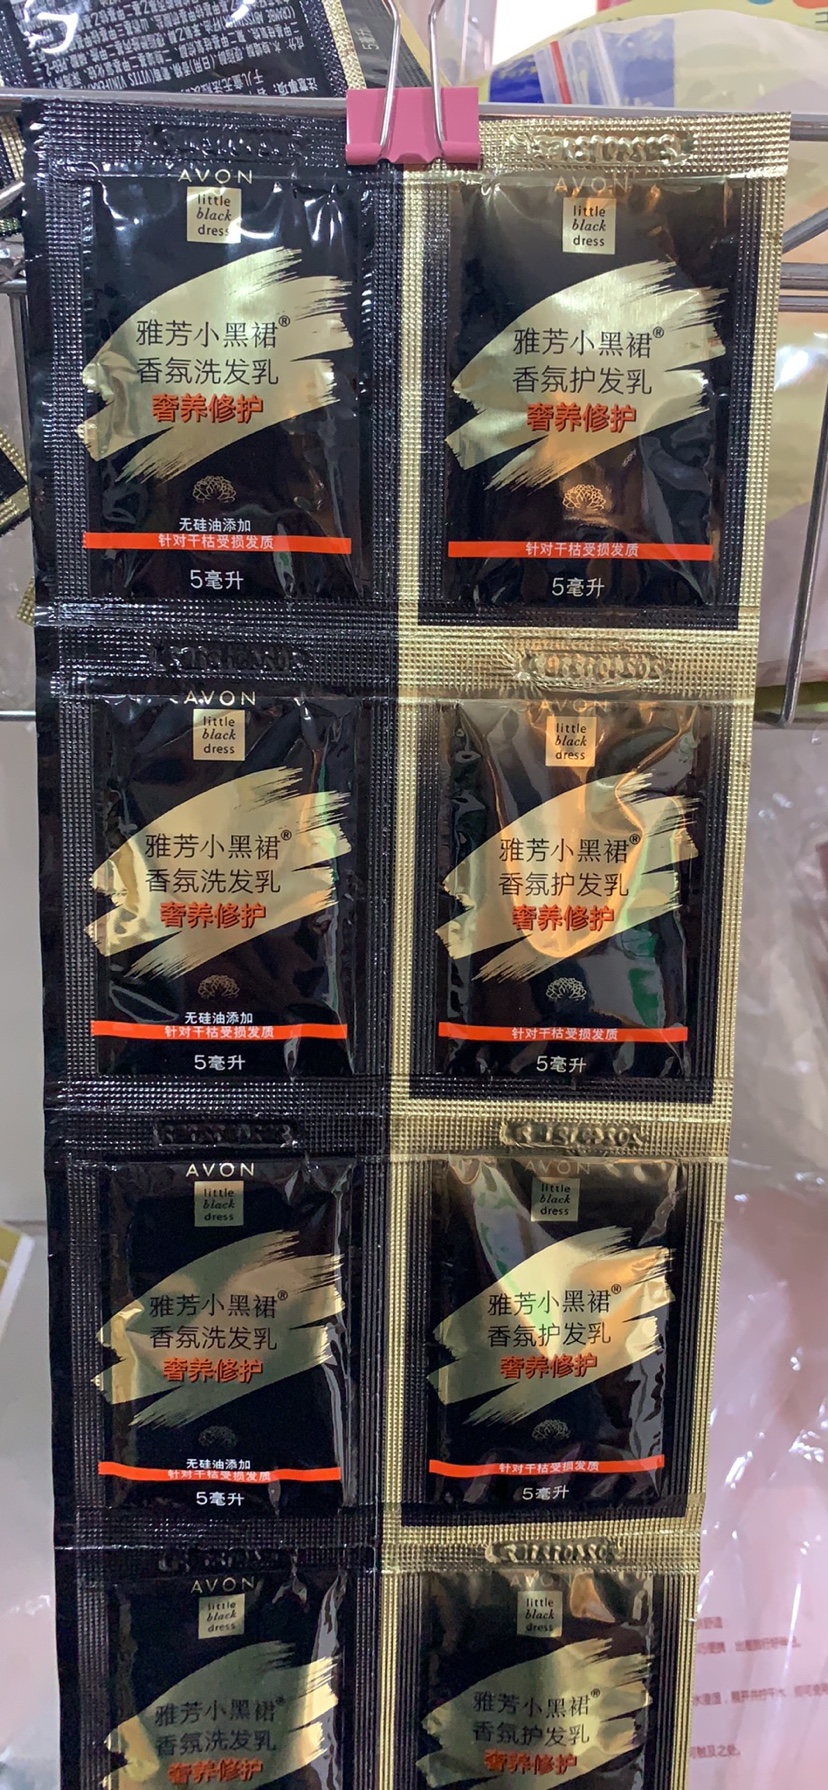 AVON
little
black
dress
雅芳小黑裙®
香氛洗发乳
奢养修护
无硅油添加
针对干枯受损发质
5毫升
AVON
little
black
dress
雅芳小黑裙®
香氛护发乳
奢养修护
针对干枯受损发质
5毫升
AVON
little
black
dress
雅芳小黑裙®
香氛洗发乳
奢养修护
无硅油添加
针对干枯受损发质
5毫升
AVON
little
black
dress
雅芳小黑裙®
香氛护发乳
奢养修护
针对干枯受损发质
5毫升
AVON
little
black
dress
雅芳小黑裙®
香氛洗发乳
奢养修护
无硅油添加
针对干枯受损发质
5毫升
AVON
little
black
dress
雅芳小黑裙®
香氛护发乳
奢养修护
针对干枯受损发质
5毫升
AVON
little
black
dress
雅芳小黑裙®
香氛洗发乳
奢养修护
AVON
little
black
dress
雅芳小黑裙®
香氛护发乳
奢养修护